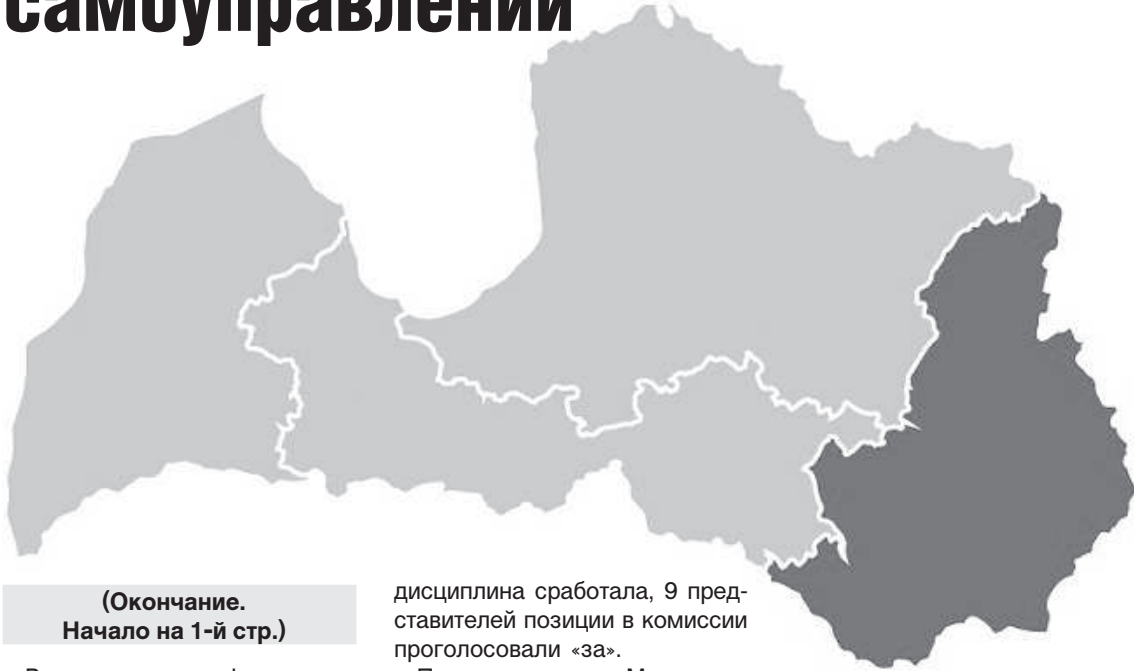 самоуправлений
(Окончание.
Начало на 1-й стр.)
дисциплина сработала, 9 пред-
ставителей позиции в комиссии
проголосовали «за».